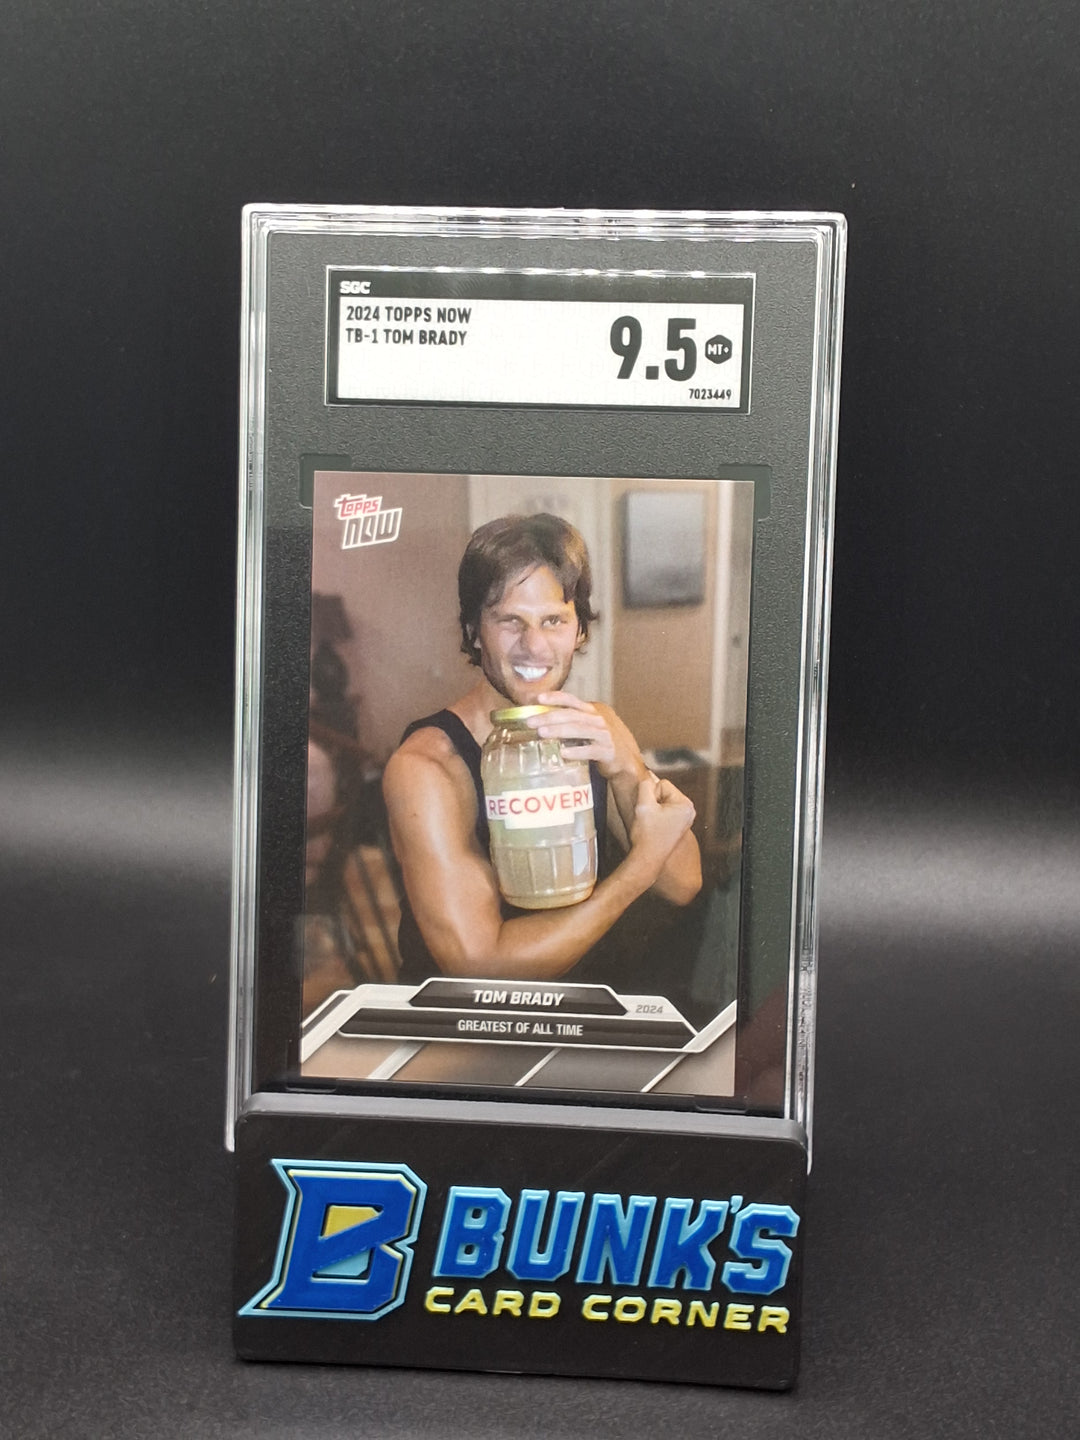 SGC
2024 TOPPS NOW
TB-1 TOM BRADY
9.5 MT+
7023449
topps
NOW
RECOVERY
TOM BRADY
2024
GREATEST OF ALL TIME
B BUNK'S
CARD CORNER